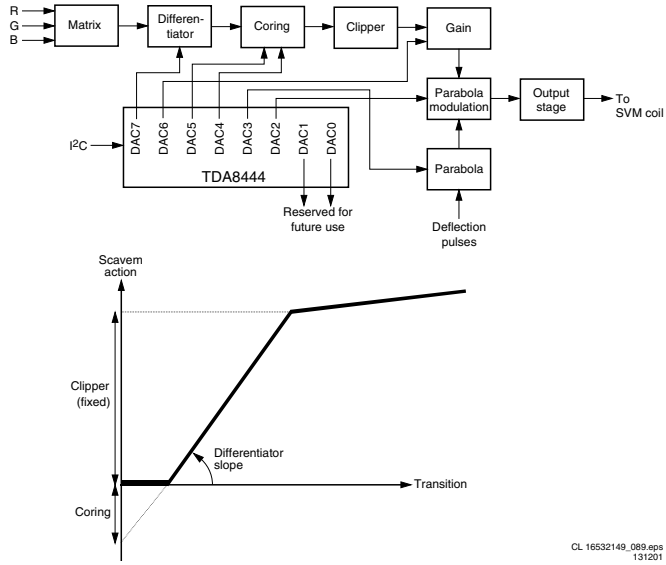 R
G
B
Matrix
Differen-
tiator
Coring
Clipper
Gain
Parabola
modulation
Output
stage
To
SVM coil
I²C
DAC7
DAC6
DAC5
DAC4
DAC3
DAC2
DAC1
DAC0
TDA8444
Parabola
Reserved for
future use
Deflection
pulses
Scavem
action
Clipper
(fixed)
Differentiator
slope
Transition
Coring
CL 16532149_089.eps
131201